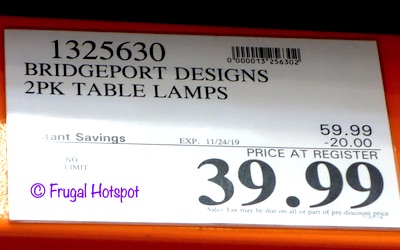 1325630
0000013256302
BRIDGEPORT DESIGNS
2PK TABLE LAMPS
59.99
tant Savings EXP. 11/24/19 -20.00
PRICE AT REGISTER
NO
LIMIT
39.99
© Frugal Hotspot
Sales Tax may be due on all or part of pre discount price